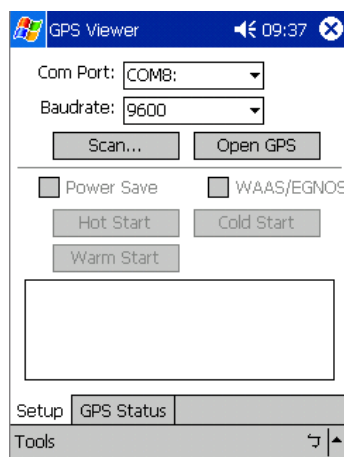 GPS Viewer 09:37
Com Port: COM8:
Baudrate: 9600
Scan... Open GPS
Power Save WAAS/EGNOS
Hot Start Cold Start
Warm Start
Setup GPS Status
Tools